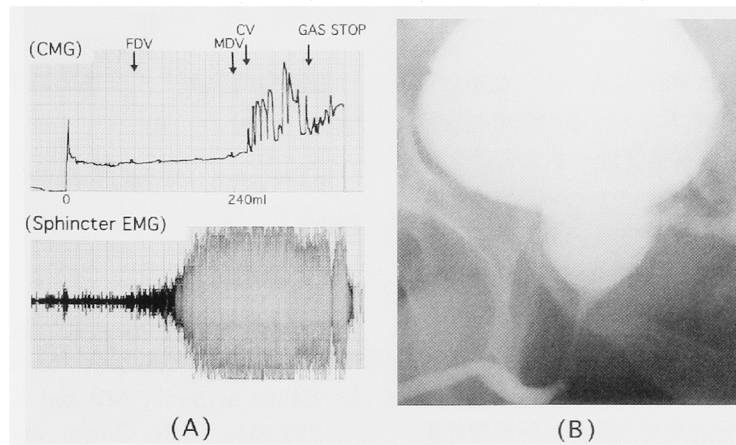 (CMG)
FDV
MDV
CV
GAS STOP
0
240ml
(Sphincter EMG)
(A)
(B)